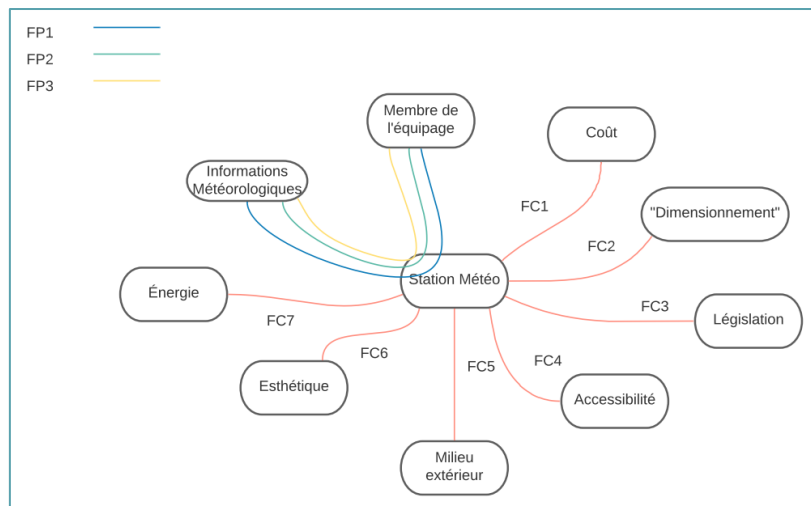 FP1
FP2
FP3
Membre de
l'équipage
Coût
Informations
Météorologiques
FC1
"Dimensionnement"
FC2
Station Météo
Énergie
FC3
Législation
FC7
FC6
FC5
FC4
Esthétique
Accessibilité
Milieu
extérieur